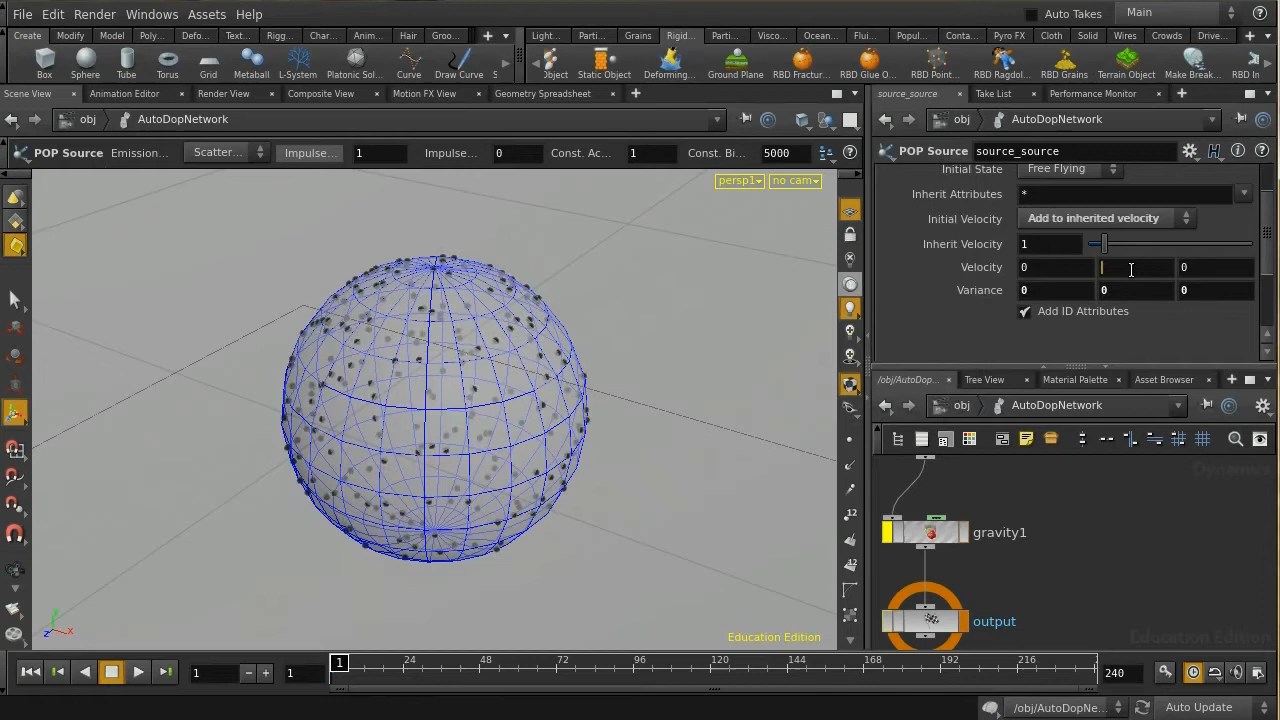 File Edit Render Windows Assets Help Auto Takes Main
Create Modify Model Poly... Defo... Text... Rigg... Char... Anim... Hair Groo... Light... Parti... Grains Rigid... Parti... Visco... Ocean... Flui... Popul... Conta... Pyro FX Cloth Solid Wires Crowds Drive...
Box Sphere Tube Torus Grid Metaball L-System Platonic Sol... Curve Draw Curve S Object Static Object Deforming... Ground Plane RBD Fractur... RBD Glue O... RBD Point... RBD Ragdol... RBD Grains Terrain Object Make Break... RBD In
Scene View Animation Editor Render View Composite View Motion FX View Geometry Spreadsheet source_source Take List Performance Monitor
obj AutoDopNetwork obj AutoDopNetwork
POP Source Emission... Scatter... Impulse... 1 Impulse... 0 Const. Ac... 1 Const. Bi... 5000 POP Source source_source
persp1 no cam
Initial State Free Flying
Inherit Attributes *
Initial Velocity Add to inherited velocity
Inherit Velocity 1
Velocity 0 0
Variance 0 0 0
Add ID Attributes
/obj/AutoDop... Tree View Material Palette Asset Browser
obj AutoDopNetwork
Dynamics
12
gravity1
12
output
z x
Education Edition Education Edition
1 1 1 24 48 72 96 120 144 168 192 216 240
/obj/AutoDopNe... Auto Update